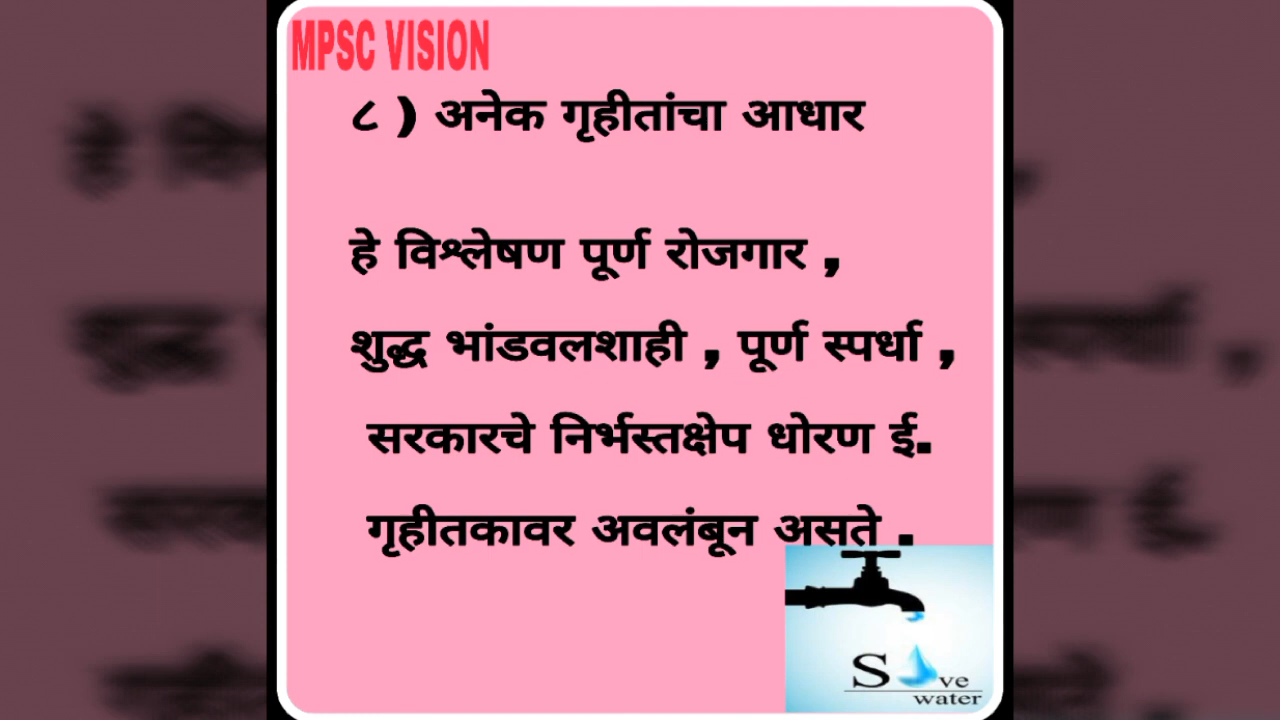 MPSC VISION
८ ) अनेक गृहीतांचा आधार
हे विश्लेषण पूर्ण रोजगार ,
शुद्ध भांडवलशाही , पूर्ण स्पर्धा ,
सरकारचे निर्भस्तक्षेप धोरण ई.
गृहीतकावर अवलंबून असते .
Save
water